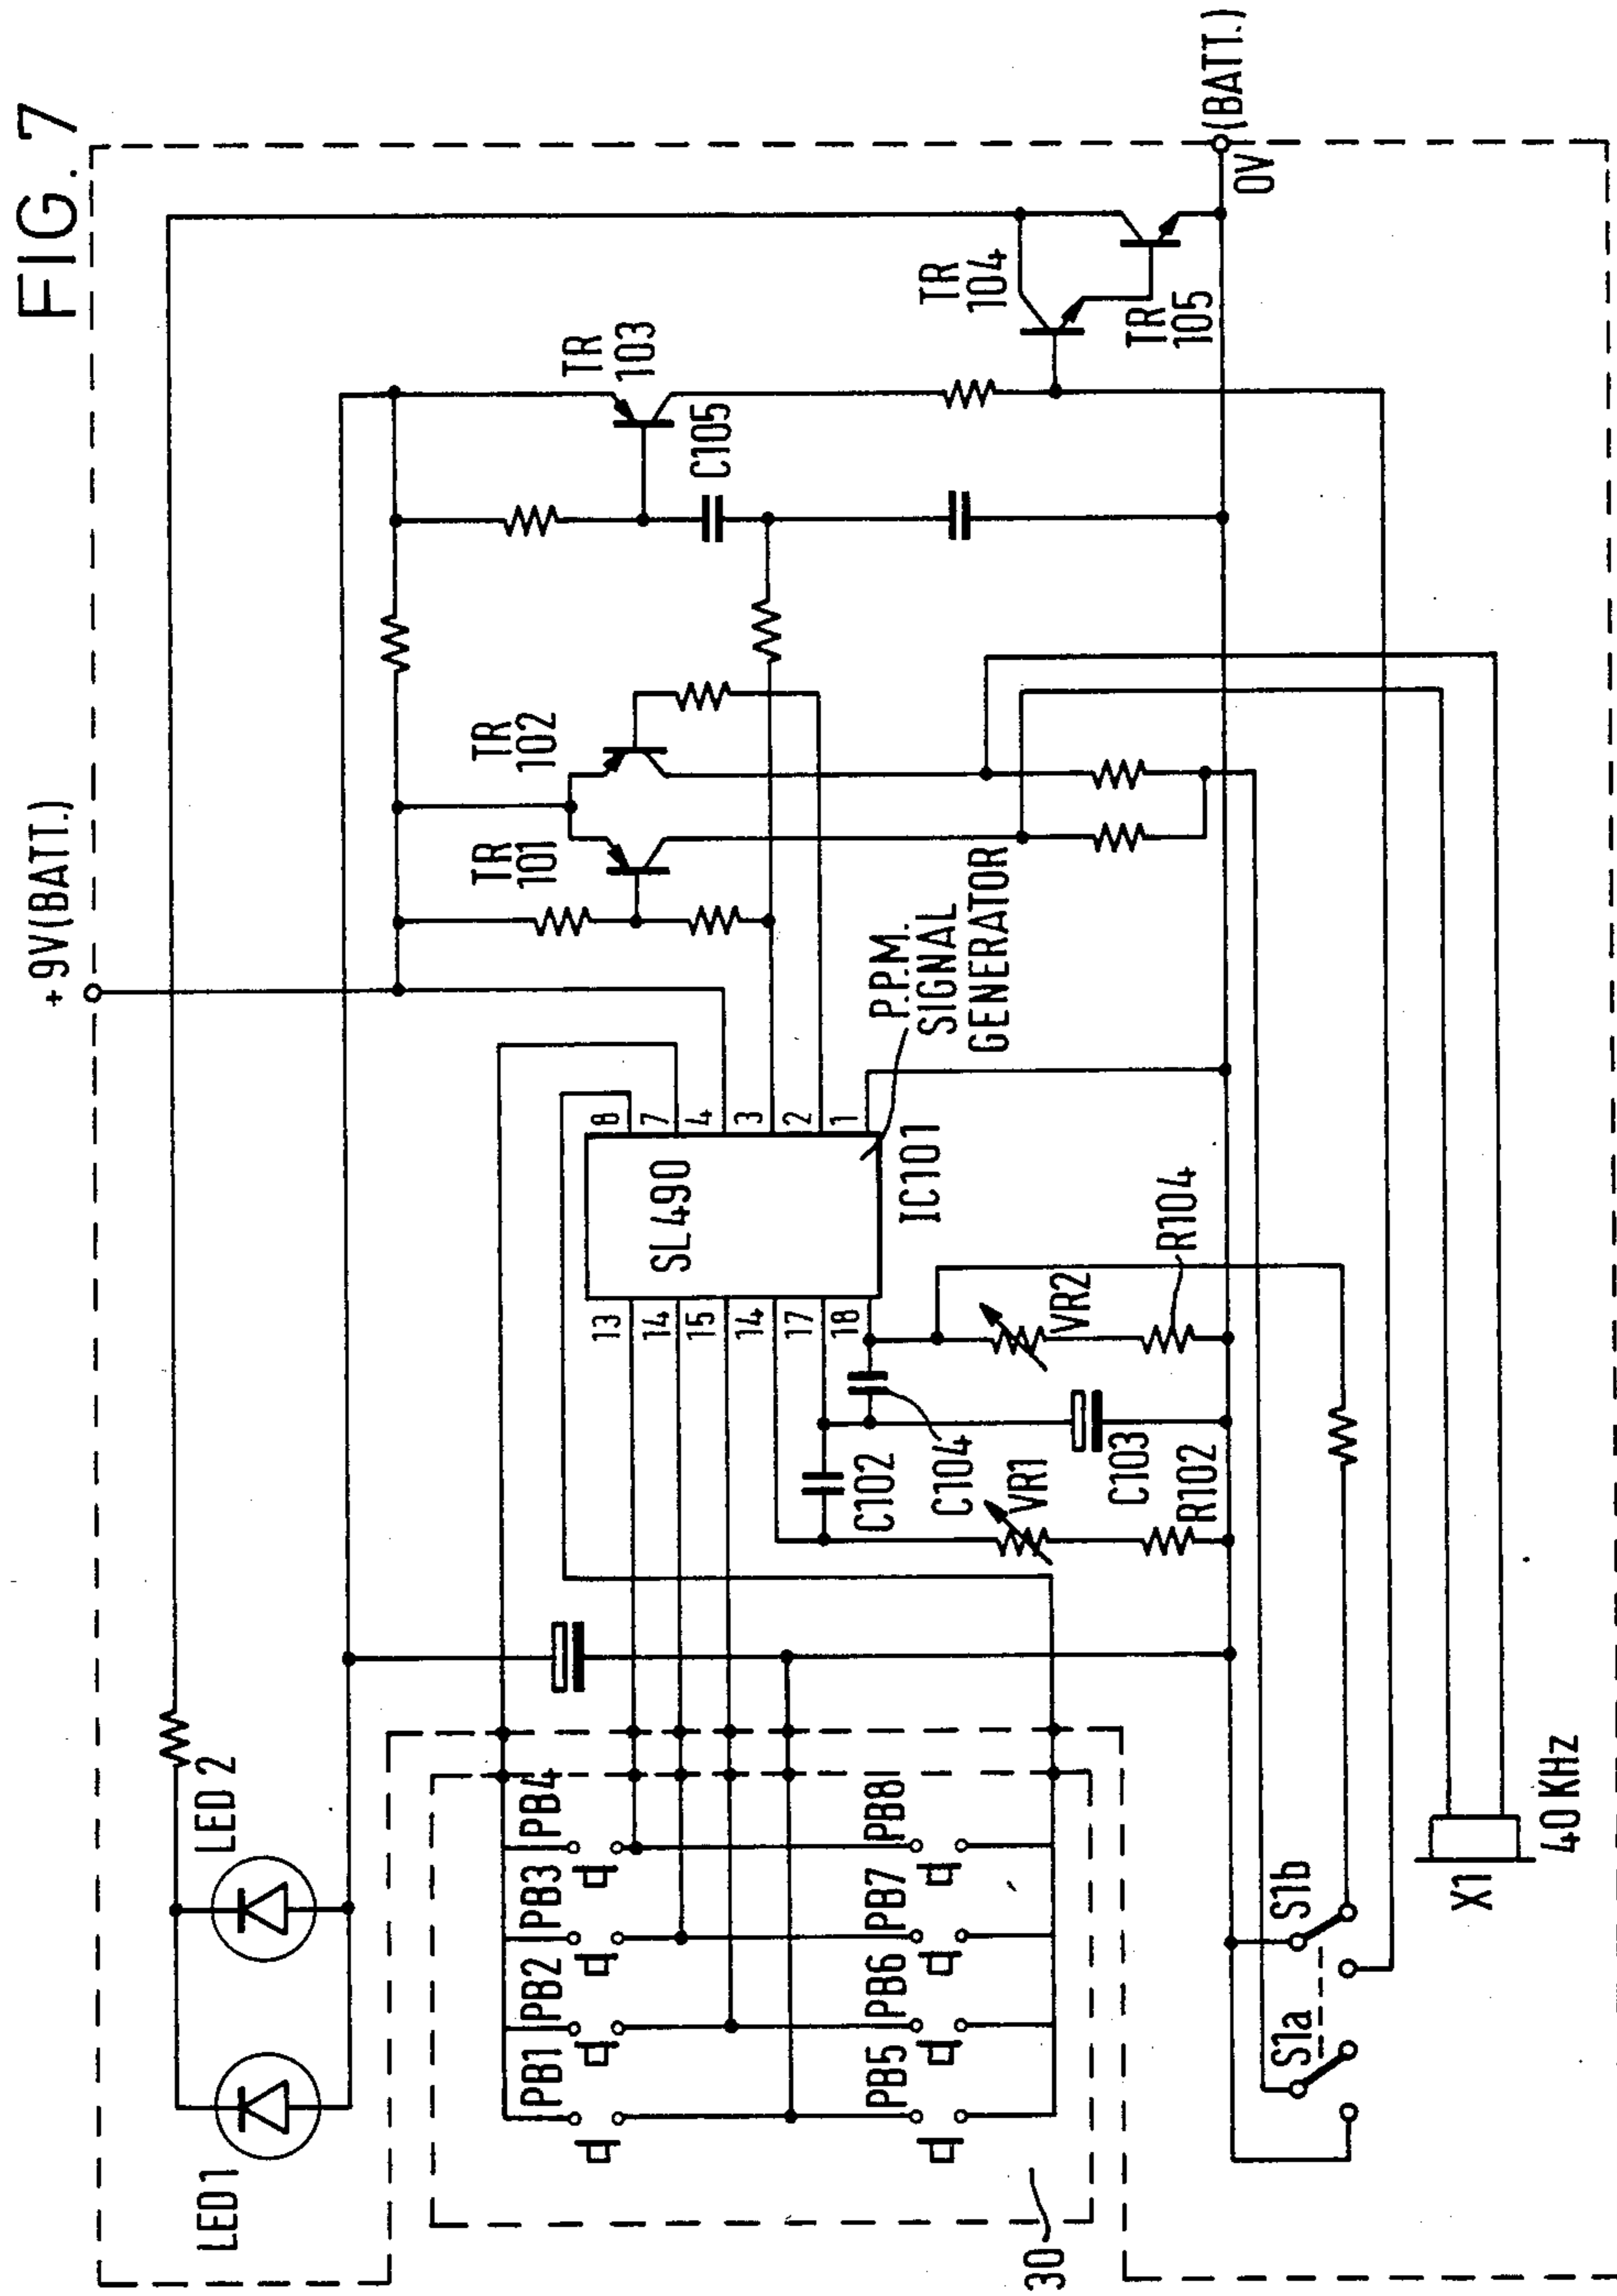 FIG. 7
+9V(BATT.)
LED1
LED 2
TR
101
TR
102
TR
103
C105
TR
104
TR
105
0V
(BATT.)
P.P.M.
SIGNAL
GENERATOR
SL490
IC101
8
7
4
3
2
1
13
14
15
14
17
18
C102
C104
VR1
C103
R102
VR2
R104
PB1
PB2
PB3
PB4
PB5
PB6
PB7
PB8
30
S1a
S1b
X1
40 KHz